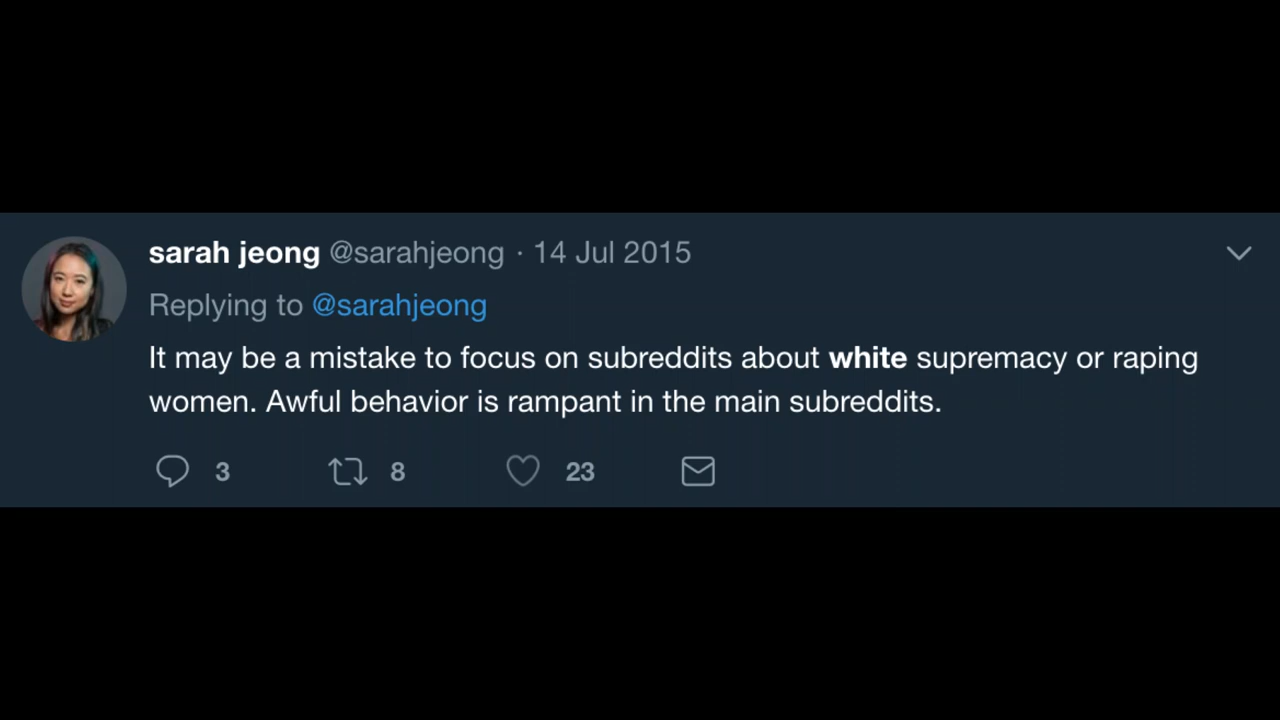 sarah jeong @sarahjeong · 14 Jul 2015
Replying to @sarahjeong
It may be a mistake to focus on subreddits about white supremacy or raping
women. Awful behavior is rampant in the main subreddits.
3 8 23